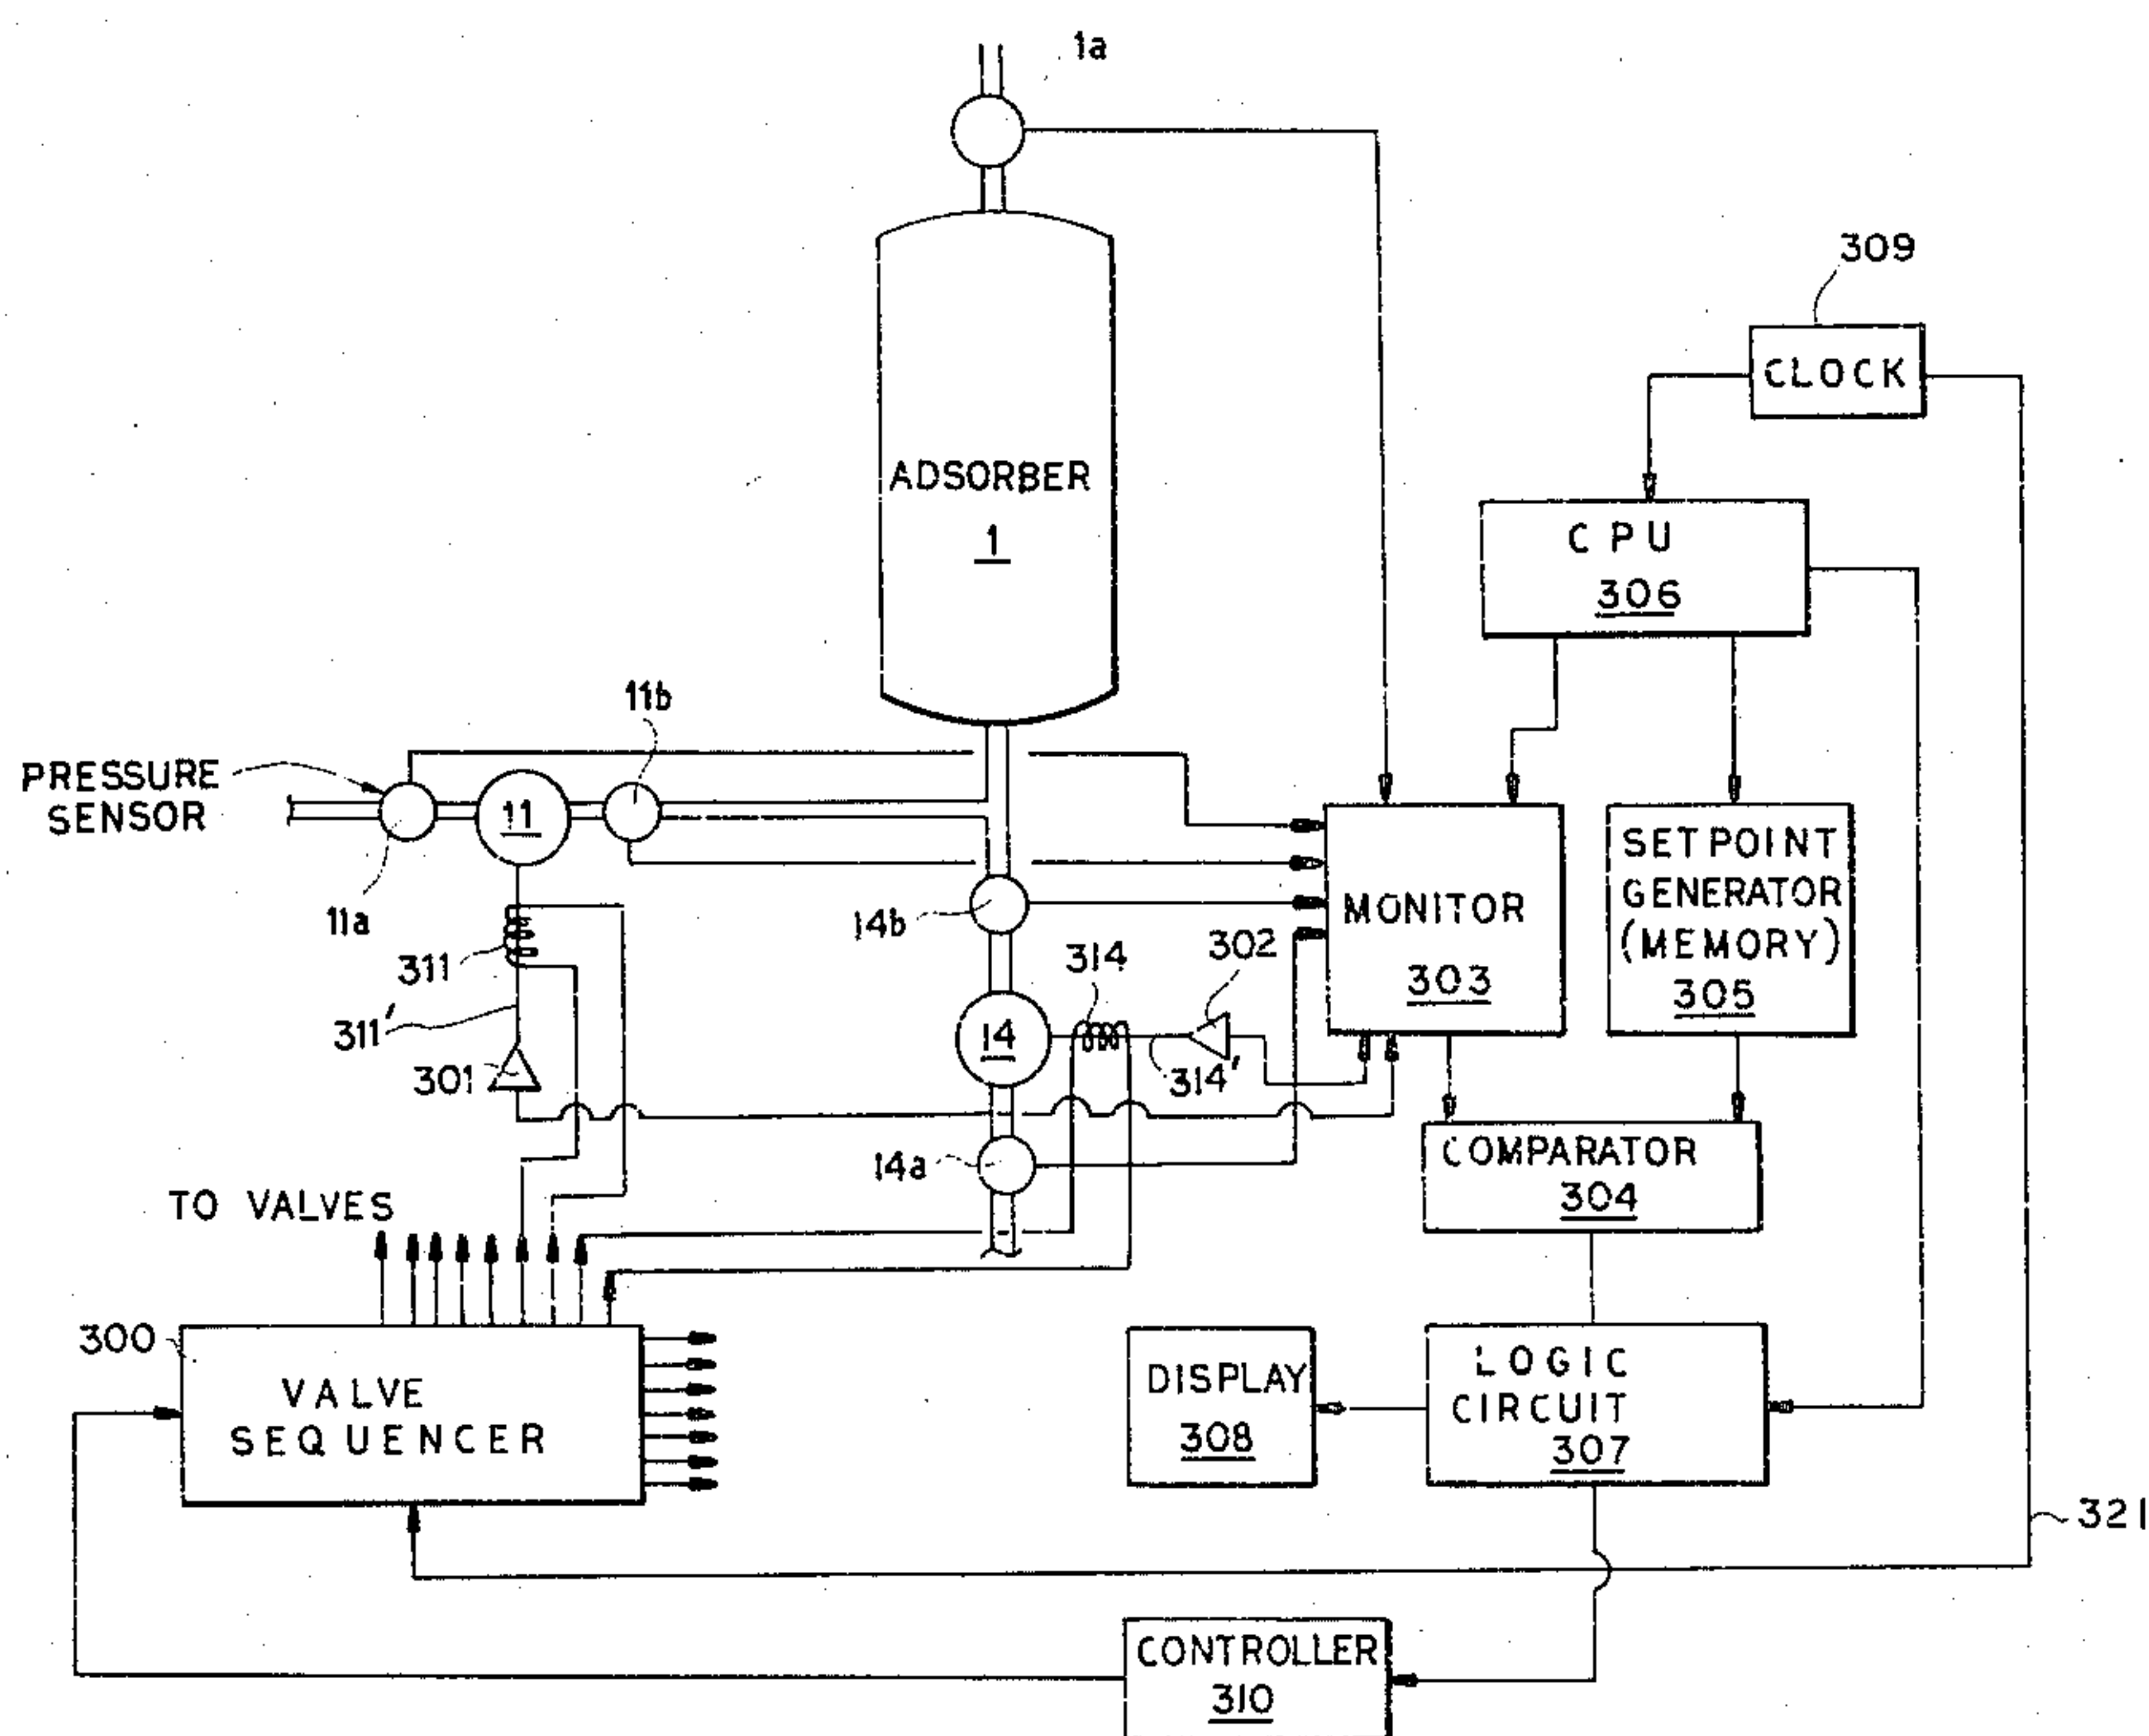 1a
309
CLOCK
ADSORBER
1
CPU
306
11b
PRESSURE
SENSOR
11
11a
14b
MONITOR
303
SETPOINT
GENERATOR
(MEMORY)
305
311
314
302
311'
14
314'
301
14a
COMPARATOR
304
TO VALVES
300
VALVE
SEQUENCER
DISPLAY
308
LOGIC
CIRCUIT
307
321
CONTROLLER
310